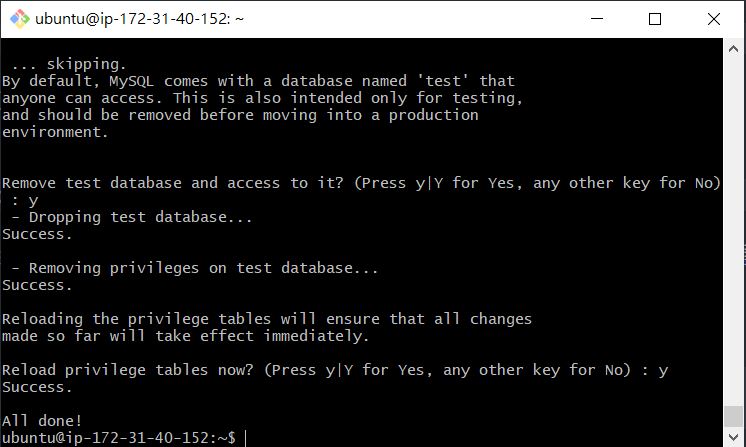 ubuntu@ip-172-31-40-152: ~
... skipping.
By default, MySQL comes with a database named 'test' that
anyone can access. This is also intended only for testing,
and should be removed before moving into a production
environment.
Remove test database and access to it? (Press y|Y for Yes, any other key for No)
: y
- Dropping test database...
Success.
- Removing privileges on test database...
Success.
Reloading the privilege tables will ensure that all changes
made so far will take effect immediately.
Reload privilege tables now? (Press y|Y for Yes, any other key for No) : y
Success.
All done!
ubuntu@ip-172-31-40-152:~$